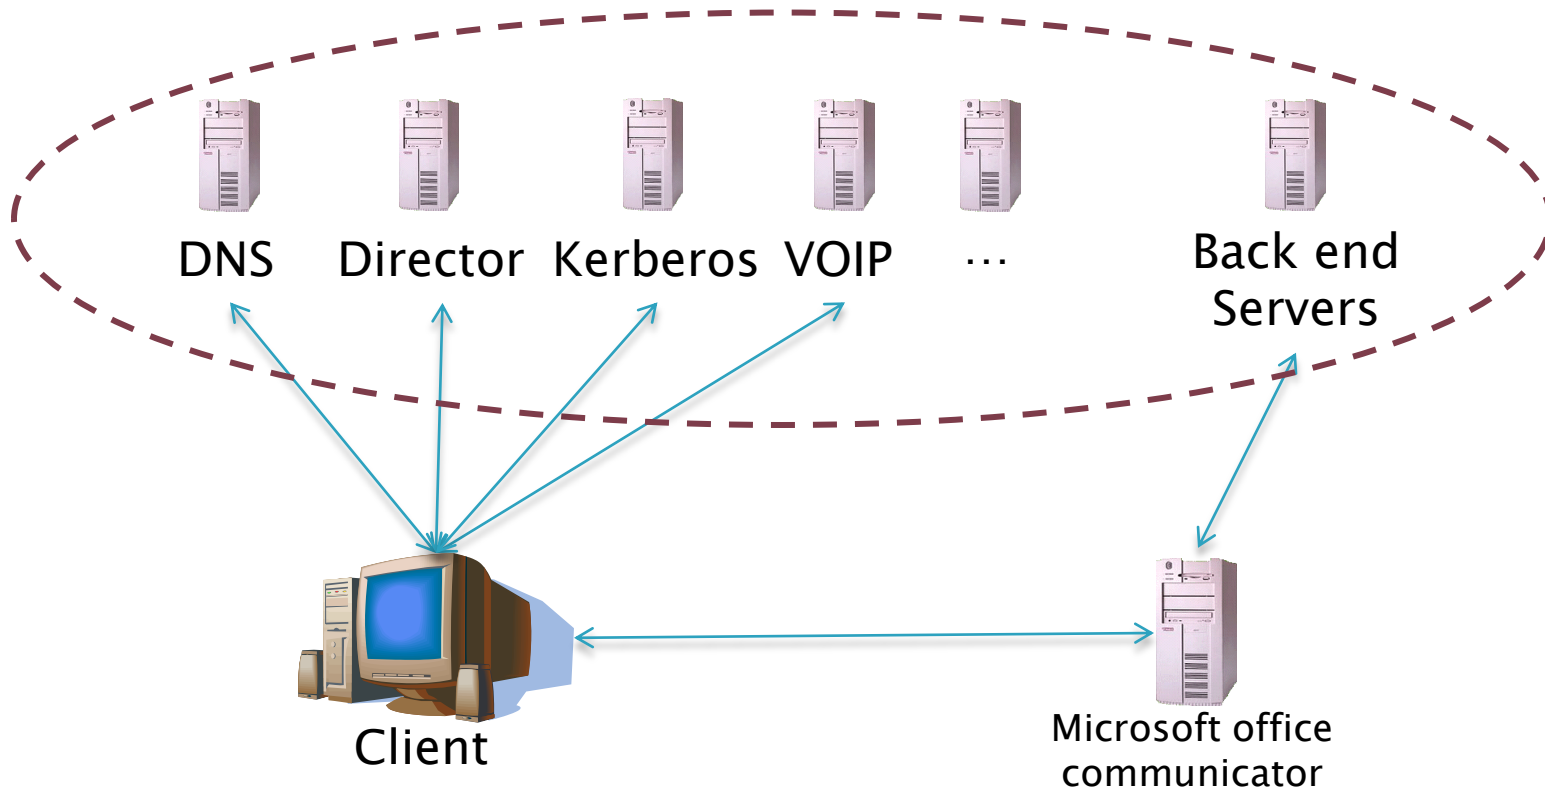 DNS
Director
Kerberos
VOIP
...
Back end
Servers
Client
Microsoft office
communicator